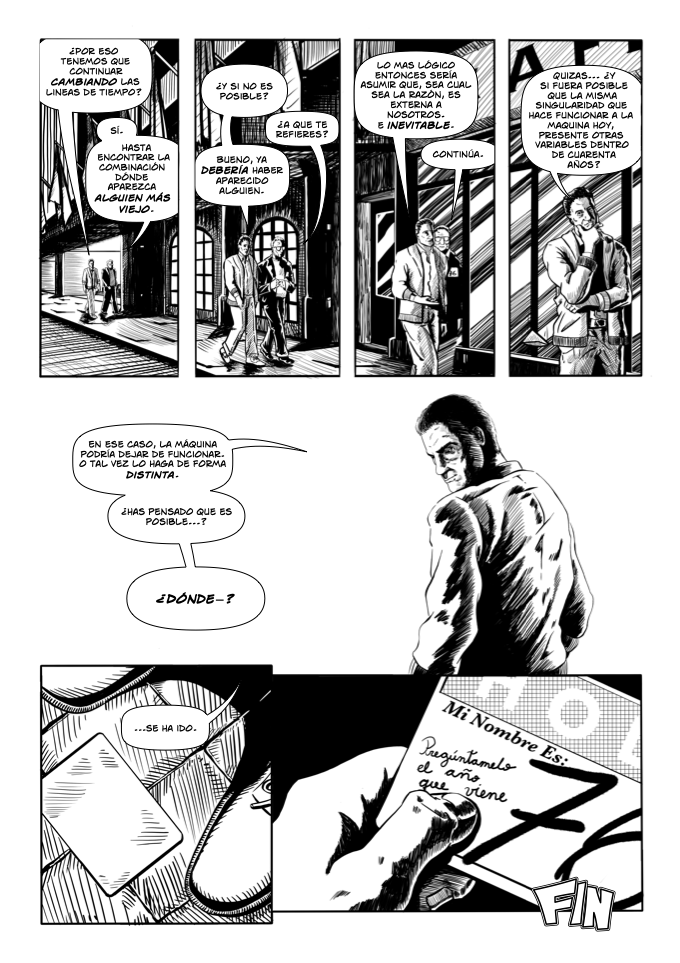 ¿POR ESO
TENEMOS QUE
CONTINUAR
CAMBIANDO LAS
LINEAS DE TIEMPO?
SÍ.
HASTA
ENCONTRAR LA
COMBINACIÓN
DÓNDE
APAREZCA
ALGUIEN MÁS
VIEJO.
¿Y SI NO ES
POSIBLE?
¿A QUE TE
REFIERES?
BUENO, YA
DEBERÍA HABER
APARECIDO
ALGUIEN.
LO MAS LÓGICO
ENTONCES SERÍA
ASUMIR QUE, SEA CUAL
SEA LA RAZÓN, ES
EXTERNA A
NOSOTROS.
E INEVITABLE.
CONTINÚA.
QUIZAS... ¿Y
SI FUERA POSIBLE
QUE LA MISMA
SINGULARIDAD QUE
HACE FUNCIONAR A LA
MAQUINA HOY,
PRESENTE OTRAS
VARIABLES DENTRO
DE CUARENTA
AÑOS?
EN ESE CASO, LA MÁQUINA
PODRÍA DEJAR DE FUNCIONAR.
O TAL VEZ LO HAGA DE FORMA
DISTINTA.
¿HAS PENSADO QUE ES
POSIBLE...?
¿DÓNDE-?
...SE HA IDO.
HOL
Mi Nombre Es:
Pregúntamelo
el año
que viene
76
FIN